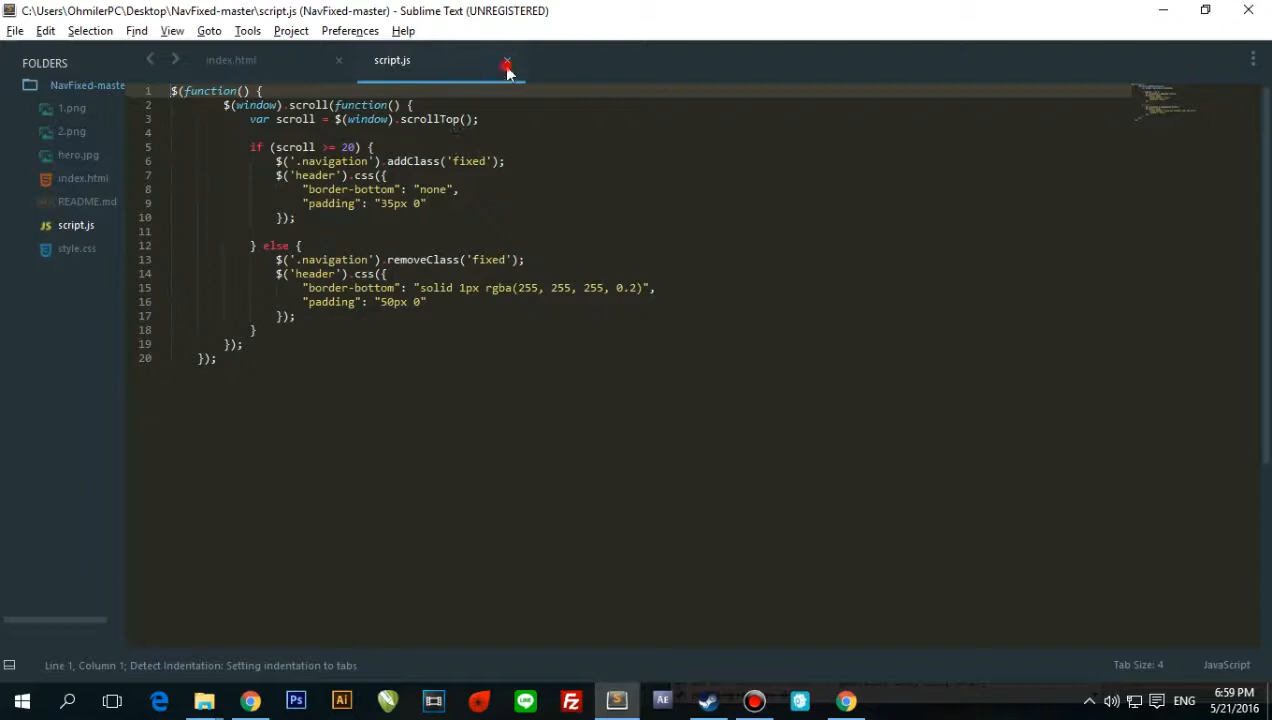 C:\Users\OhmilerPC\Desktop\NavFixed-master\script.js (NavFixed-master) - Sublime Text (UNREGISTERED)
File Edit Selection Find View Goto Tools Project Preferences Help
FOLDERS
NavFixed-maste
1.png
2.png
hero.jpg
index.html
README.md
JS script.js
style.css
index.html script.js
1 $(function() {
2 $(window).scroll(function() {
3 var scroll = $(window).scrollTop();
4
5 if (scroll >= 20) {
6 $('.navigation').addClass('fixed');
7 $('header').css({
8 "border-bottom": "none",
9 "padding": "35px 0"
10 });
11
12 } else {
13 $('.navigation').removeClass('fixed');
14 $('header').css({
15 "border-bottom": "solid 1px rgba(255, 255, 255, 0.2)",
16 "padding": "50px 0"
17 });
18 }
19 });
20 });
Line 1, Column 1; Detect Indentation: Setting indentation to tabs
Tab Size: 4 JavaScript
Ps Ai LINE Fz S AE
ENG
6:59 PM
5/21/2016